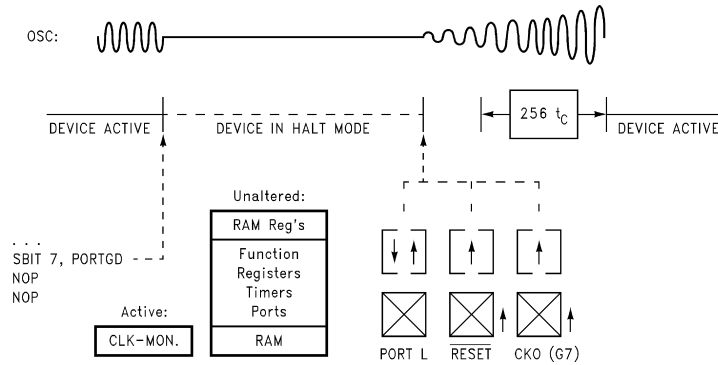 OSC:
256 tC
DEVICE ACTIVE
DEVICE IN HALT MODE
DEVICE ACTIVE
Unaltered:
RAM Reg's
. . .
SBIT 7, PORTGD
NOP
NOP
Function
Registers
Timers
Ports
Active:
CLK-MON.
RAM
PORT L
RESET
CKO (G7)